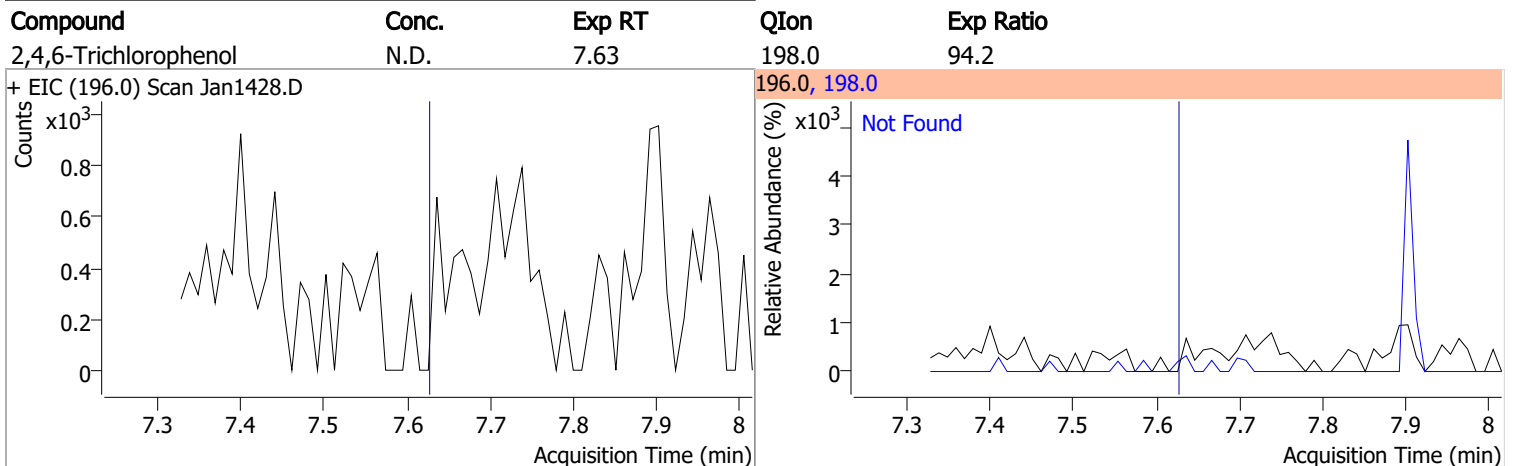 Compound Conc. Exp RT QIon Exp Ratio
2,4,6-Trichlorophenol N.D. 7.63 198.0 94.2
+ EIC (196.0) Scan Jan1428.D
Counts
x10³
0.8
0.6
0.4
0.2
0
7.3 7.4 7.5 7.6 7.7 7.8 7.9 8
Acquisition Time (min)
196.0, 198.0
Relative Abundance (%)
x10³
Not Found
4
3
2
1
0
7.3 7.4 7.5 7.6 7.7 7.8 7.9 8
Acquisition Time (min)